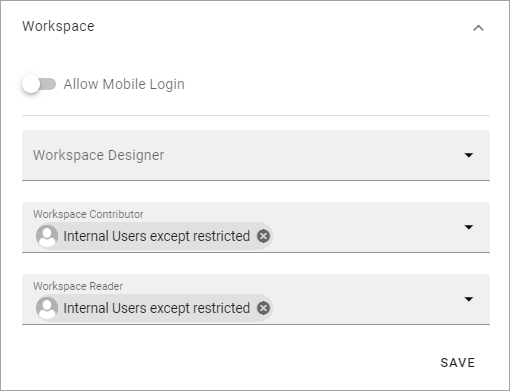 Workspace
Allow Mobile Login
Workspace Designer
Workspace Contributor
Internal Users except restricted
Workspace Reader
Internal Users except restricted
SAVE